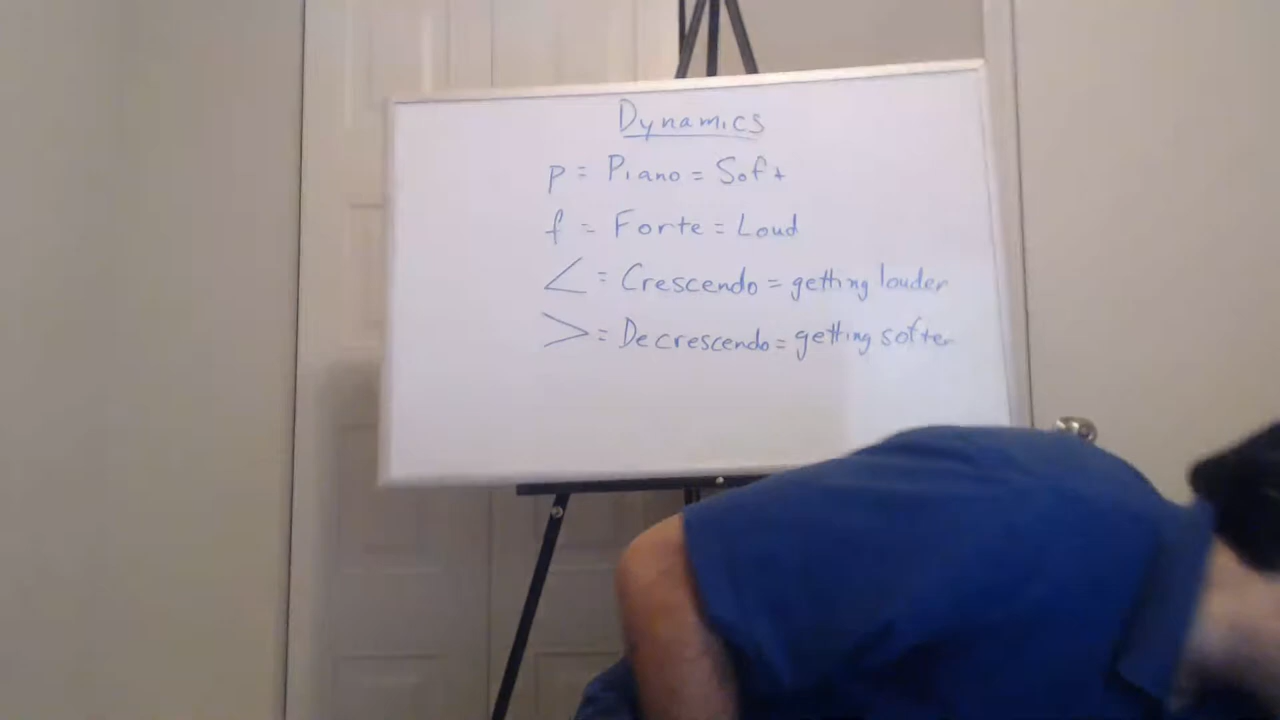 Dynamics
p = Piano = Soft
f = Forte = Loud
< = Crescendo = getting louder
> = Decrescendo = getting softer